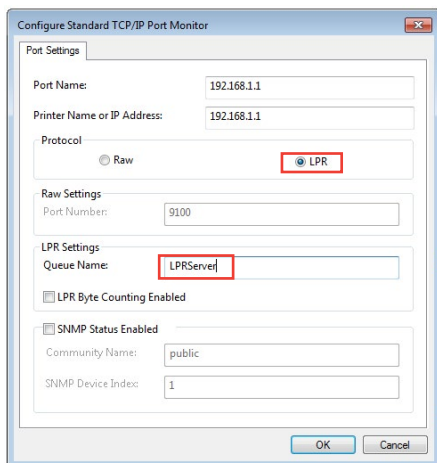 Configure Standard TCP/IP Port Monitor
Port Settings
Port Name: 192.168.1.1
Printer Name or IP Address: 192.168.1.1
Protocol
Raw LPR
Raw Settings
Port Number: 9100
LPR Settings
Queue Name: LPRServer
LPR Byte Counting Enabled
SNMP Status Enabled
Community Name: public
SNMP Device Index: 1
OK Cancel